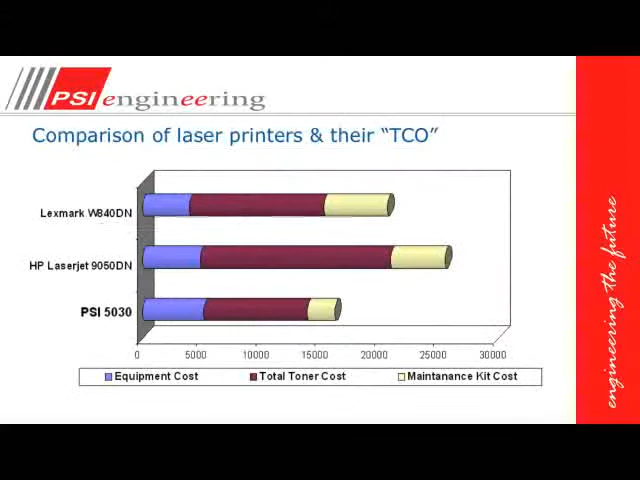 PSI engineering
Comparison of laser printers & their “TCO”
Lexmark W840DN
HP Laserjet 9050DN
PSI 5030
0 5000 10000 15000 20000 25000 30000
Equipment Cost Total Toner Cost Maintanance Kit Cost
engineering the future